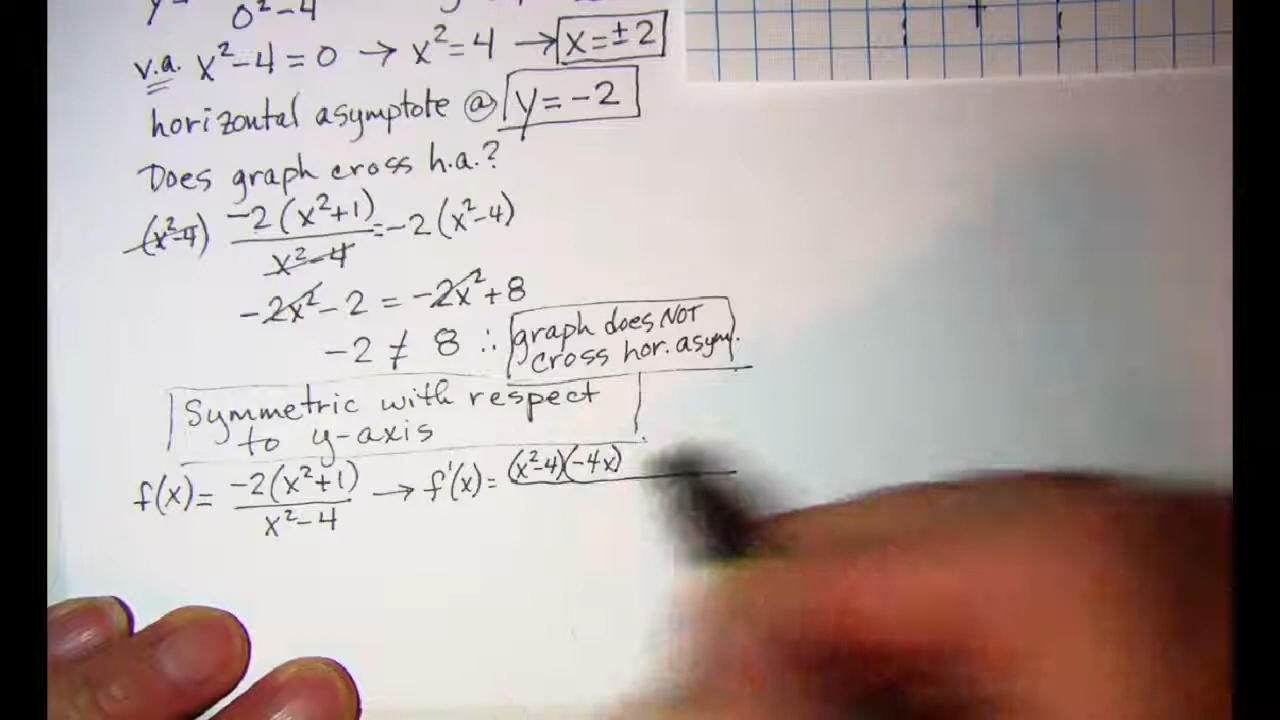 y = 0²-4
v.a. x²-4 = 0 → x² = 4 → x = ±2
horizontal asymptote @ y = -2
Does graph cross h.a.?
(x²-4) -2(x²+1)/x²-4 = -2(x²-4)
-2x² - 2 = -2x² + 8
-2 ≠ 8 ∴ graph does NOT
cross hor. asym.
Symmetric with respect
to y-axis
f(x) = -2(x²+1)/x²-4 → f'(x) = (x²-4)(-4x)